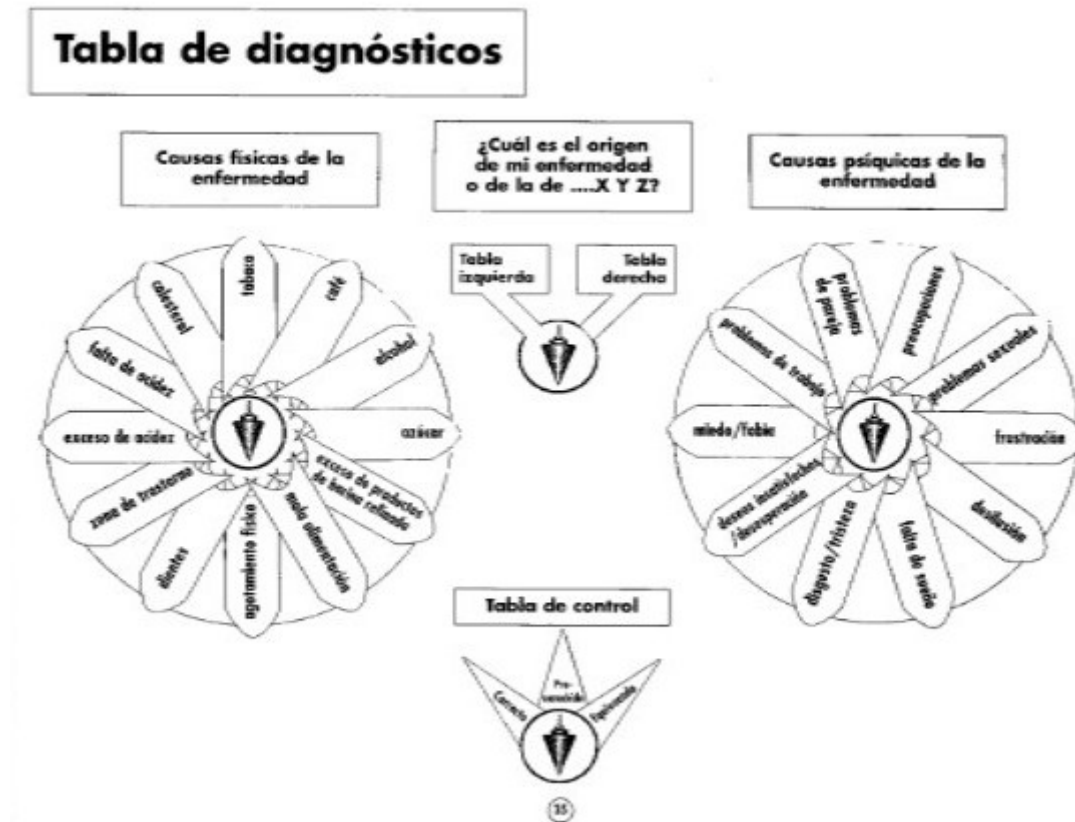 Tabla de diagnósticos
Causas físicas de la
enfermedad
¿Cuál es el origen
de mi enfermedad
o de la de ....X Y Z?
Causas psíquicas de la
enfermedad
Tabla
izquierda
Tabla
derecha
tabaco
café
alcohol
azúcar
exceso de productos
de harina refinada
mala alimentación
agotamiento físico
dientes
zona de trastorno
exceso de acidez
falta de acidez
colesterol
problemas
de pareja
preocupaciones
problemas sexuales
frustración
desilusión
falta de sueño
disgusto/tristeza
deseos insatisfechos
/desesperación
miedo/fobia
problemas de trabajo
Tabla de control
Correcto
35